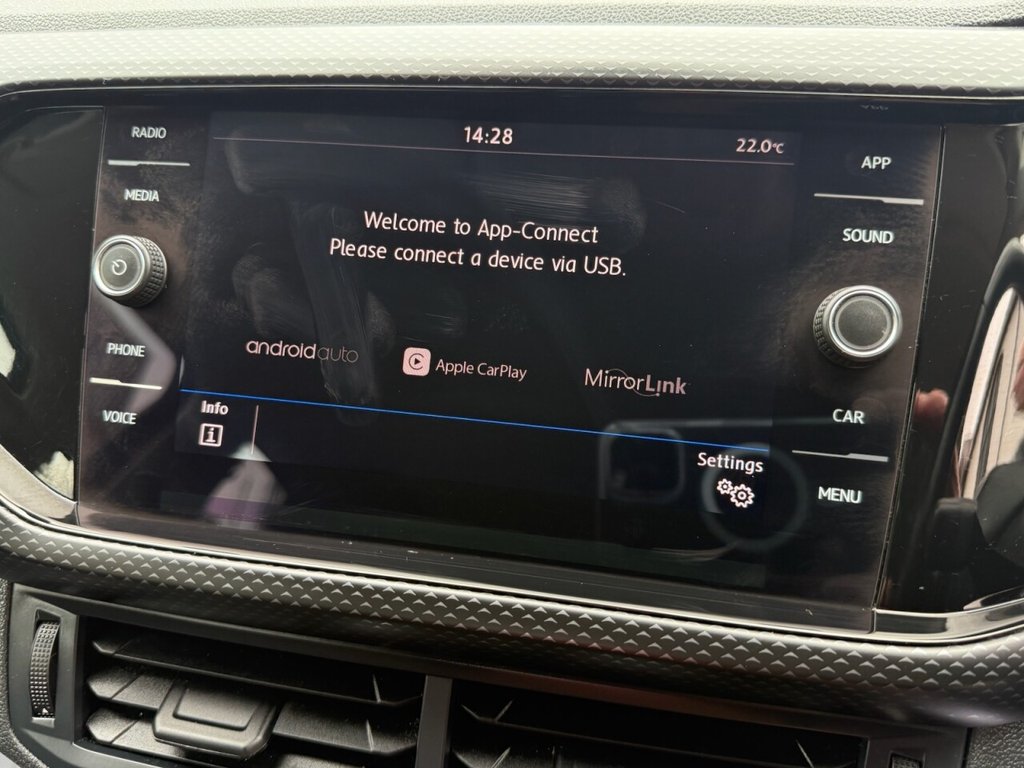 RADIO
MEDIA
PHONE
VOICE
14:28
22.0°C
Welcome to App-Connect
Please connect a device via USB.
androidauto
Apple CarPlay
MirrorLink
Info
Settings
APP
SOUND
CAR
MENU